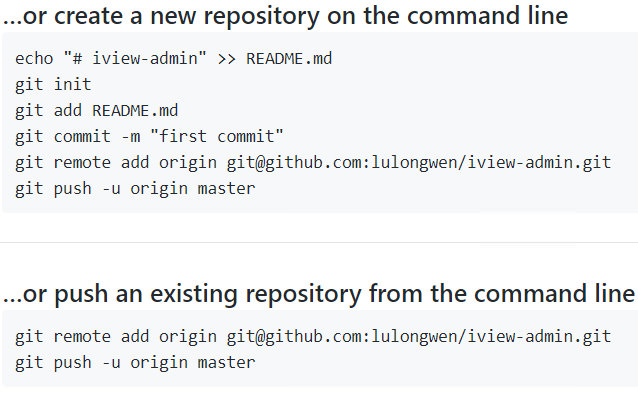 ...or create a new repository on the command line
echo "# iview-admin" >> README.md
git init
git add README.md
git commit -m "first commit"
git remote add origin git@github.com:lulongwen/iview-admin.git
git push -u origin master
...or push an existing repository from the command line
git remote add origin git@github.com:lulongwen/iview-admin.git
git push -u origin master